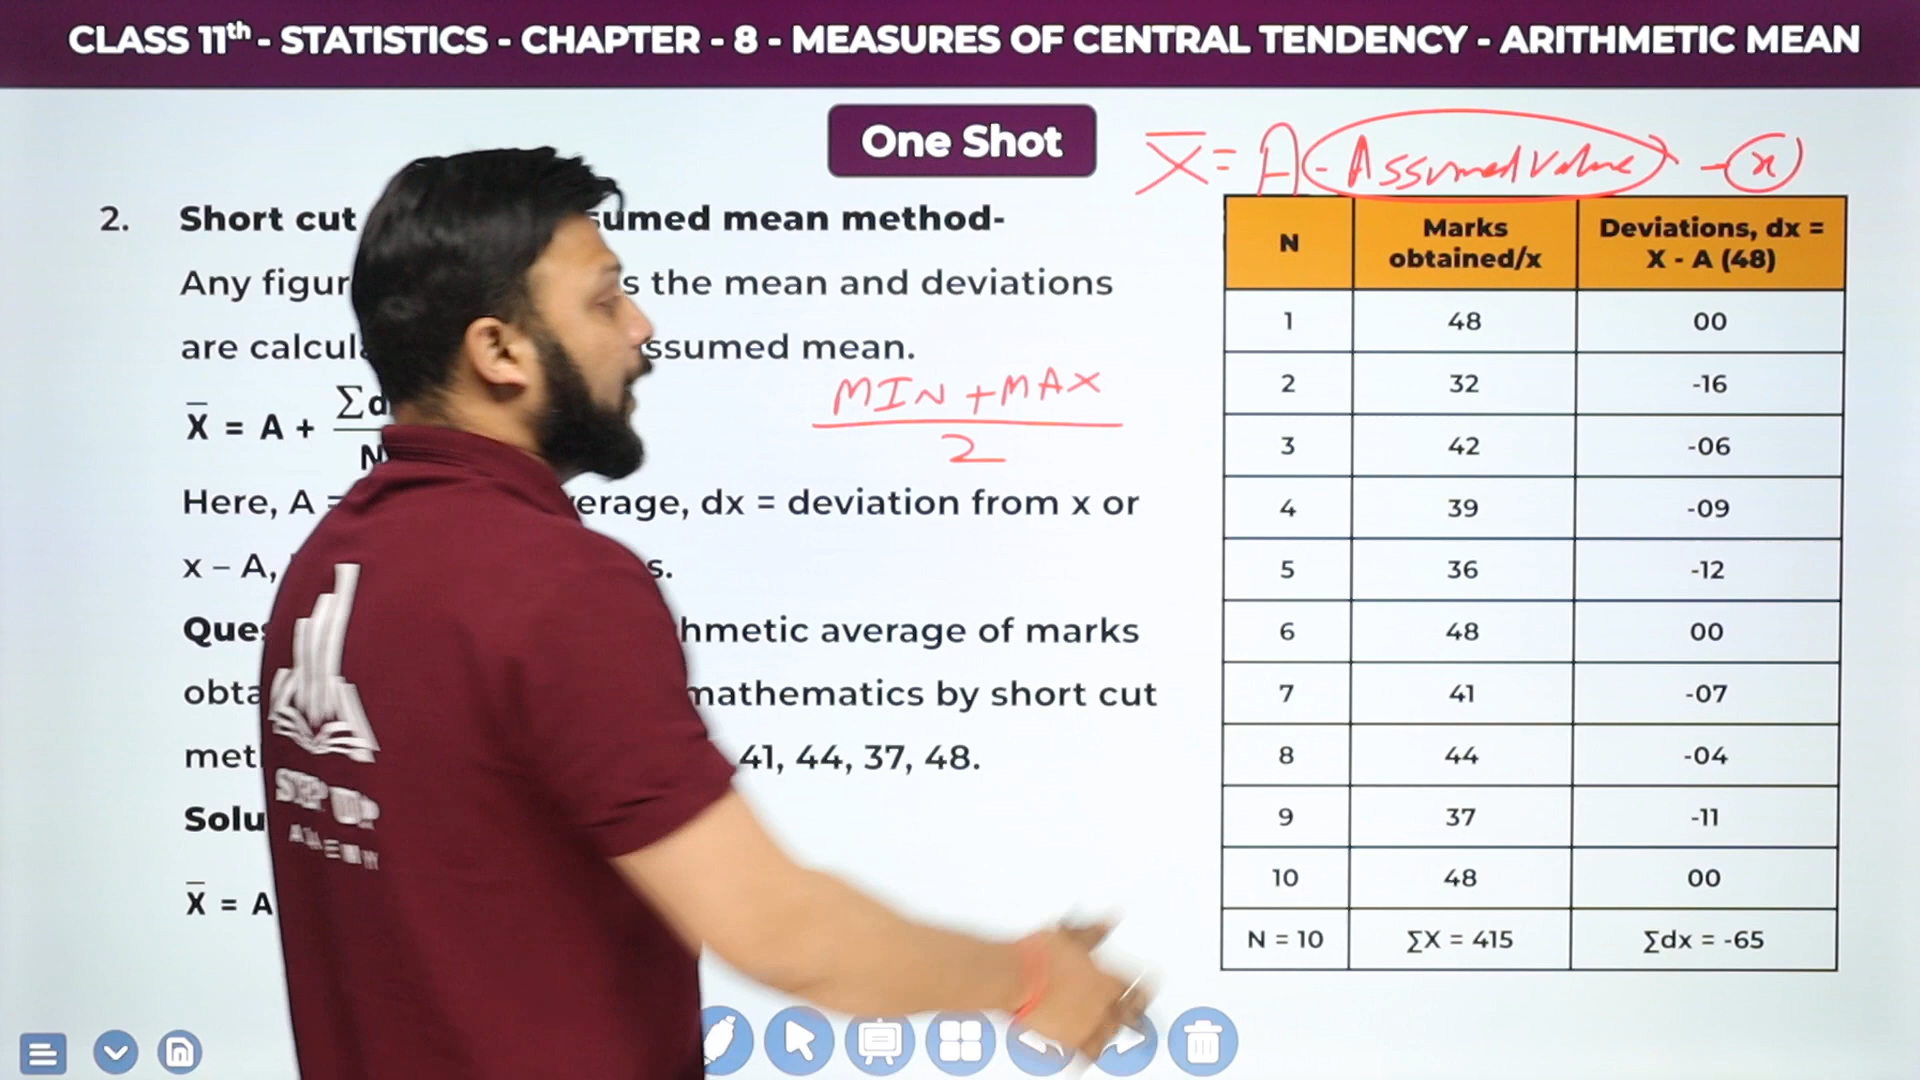 CLASS 11th - STATISTICS - CHAPTER - 8 - MEASURES OF CENTRAL TENDENCY - ARITHMETIC MEAN
One Shot
X̄ = A - Assumed Value - x
2. Short cut sumed mean method-
Any figur s the mean and deviations
are calcul ssumed mean.
MIN + MAX
2
X̄ = A + ∑d
N
Here, A = erage, dx = deviation from x or
x – A, s.
Ques hmetic average of marks
obta mathematics by short cut
met 41, 44, 37, 48.
Solu
X̄ = A
STEP UP
N Marks obtained/x Deviations, dx = X - A (48)
1 48 00
2 32 -16
3 42 -06
4 39 -09
5 36 -12
6 48 00
7 41 -07
8 44 -04
9 37 -11
10 48 00
N = 10 ∑X = 415 ∑dx = -65